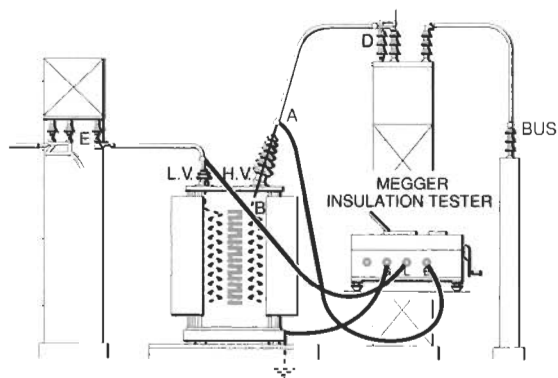 D
A
E
BUS
L.V.
H.V.
B
MEGGER
INSULATION TESTER
L